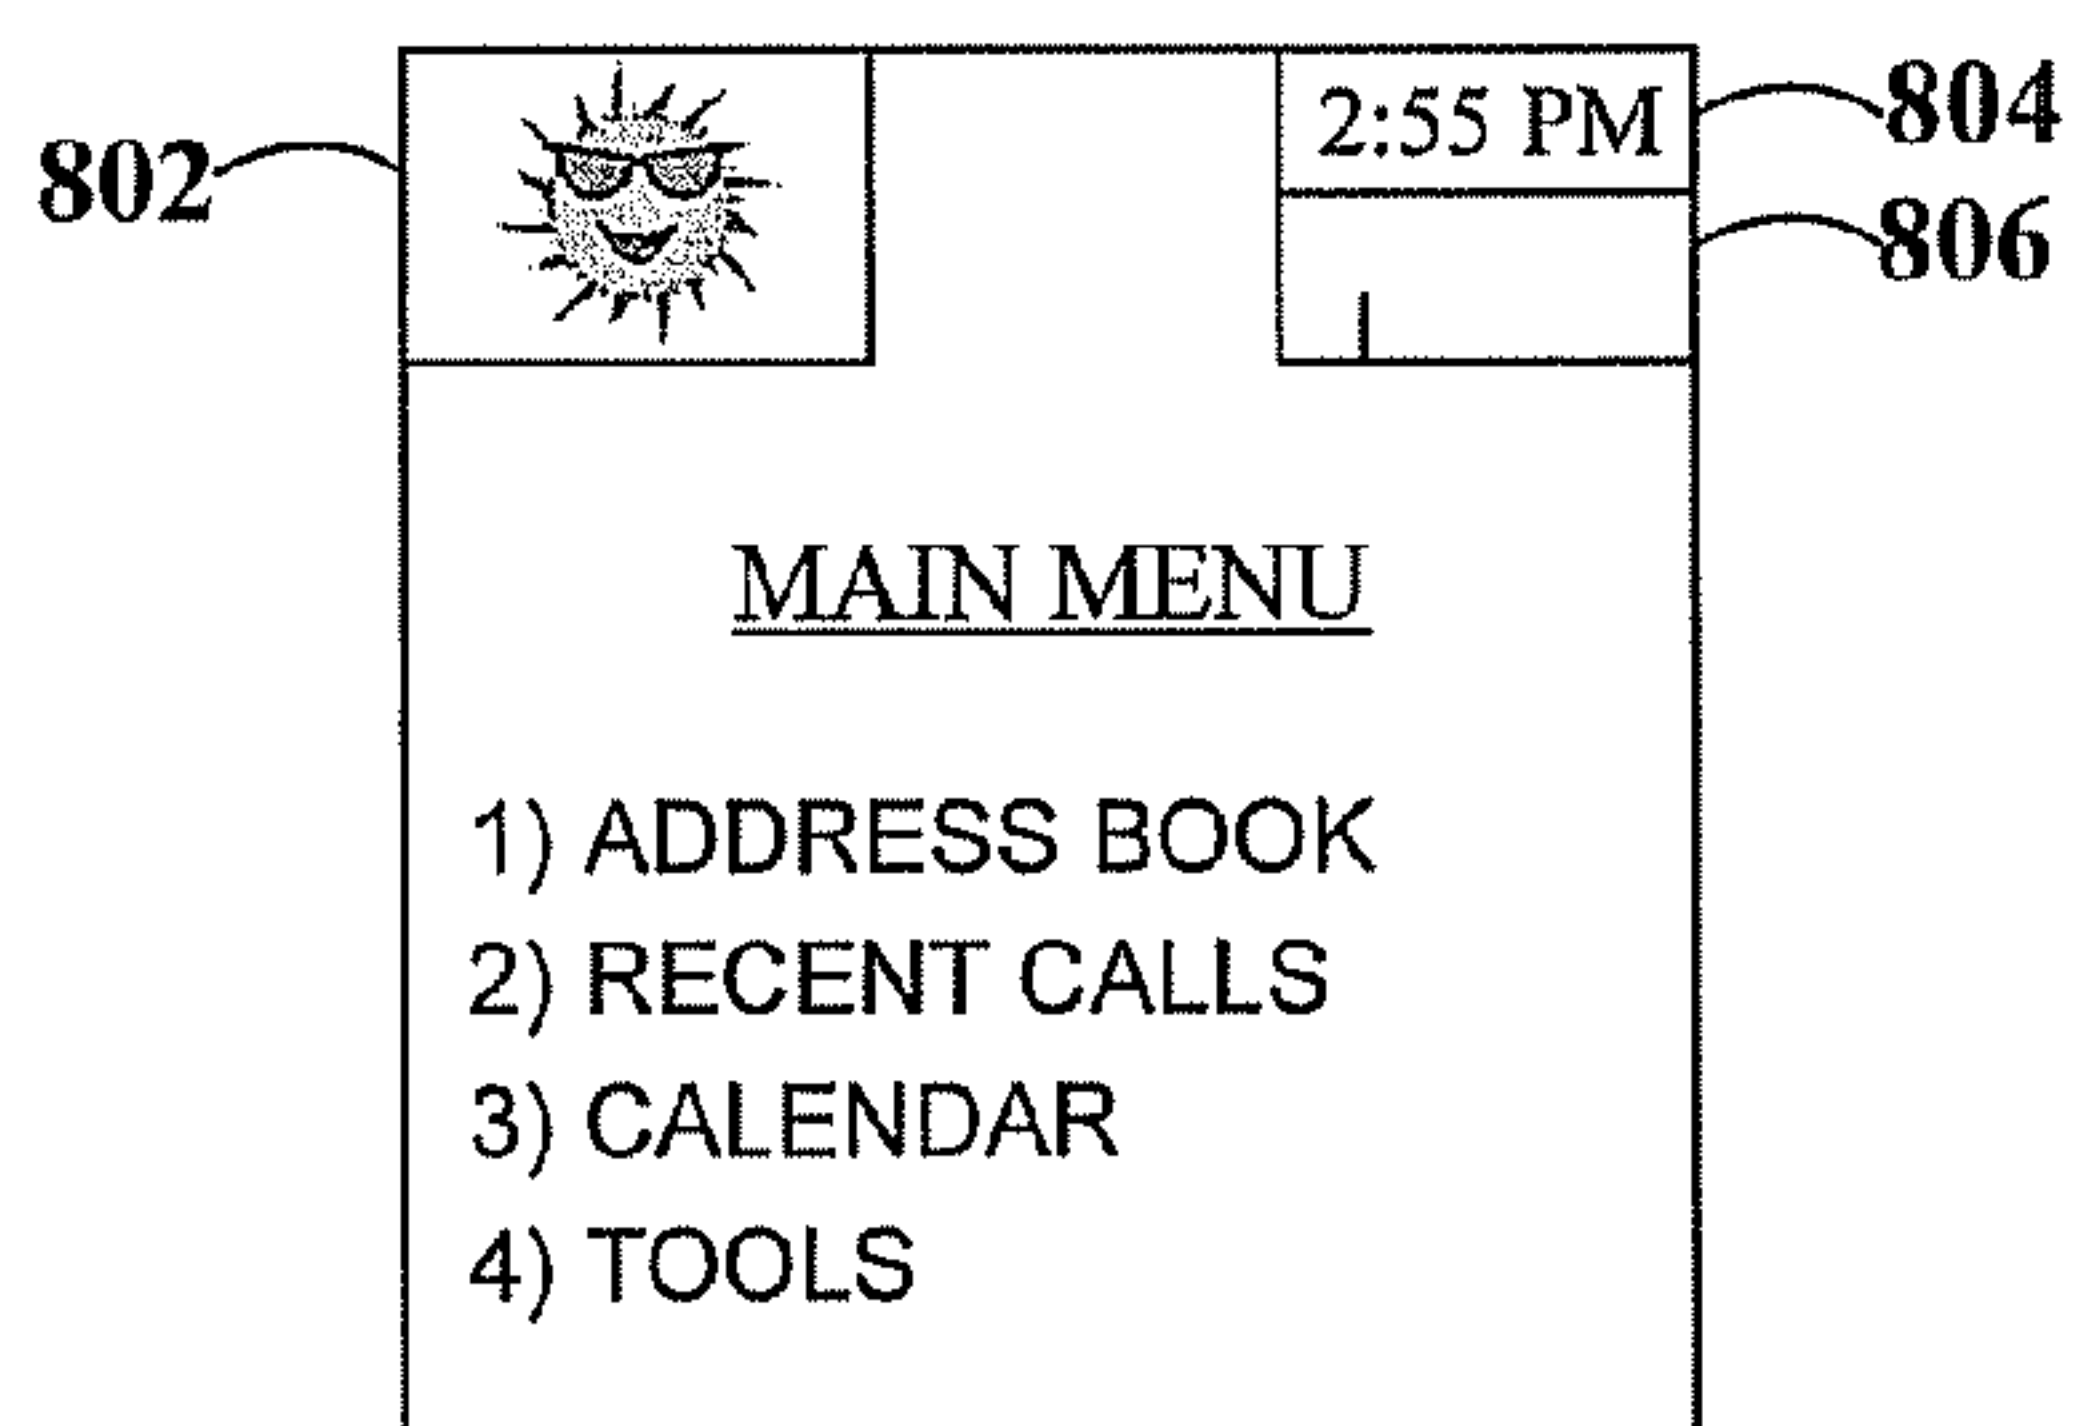 802
2:55 PM
804
806
MAIN MENU
1) ADDRESS BOOK
2) RECENT CALLS
3) CALENDAR
4) TOOLS